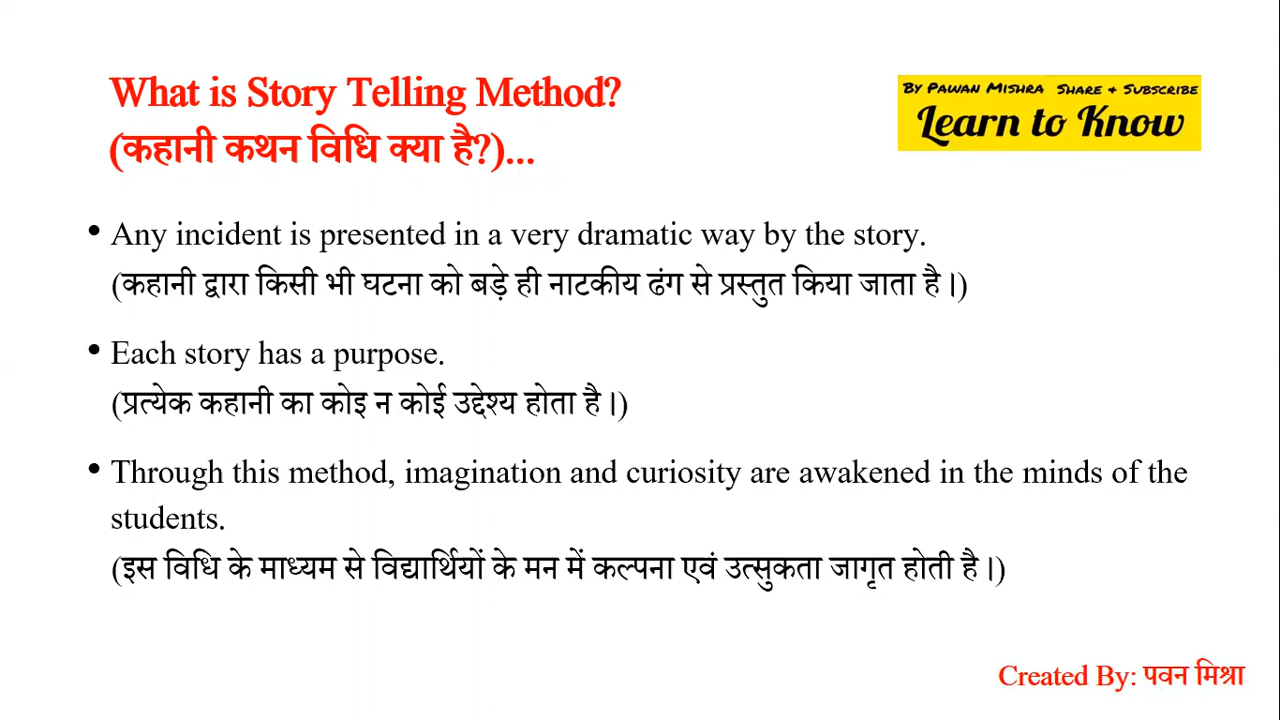 What is Story Telling Method?
(कहानी कथन विधि क्या है?)...
By Pawan Mishra Share & Subscribe
Learn to Know
• Any incident is presented in a very dramatic way by the story.
(कहानी द्वारा किसी भी घटना को बड़े ही नाटकीय ढंग से प्रस्तुत किया जाता है।)
• Each story has a purpose.
(प्रत्येक कहानी का कोइ न कोई उद्देश्य होता है।)
• Through this method, imagination and curiosity are awakened in the minds of the
students.
(इस विधि के माध्यम से विद्यार्थियों के मन में कल्पना एवं उत्सुकता जागृत होती है।)
Created By: पवन मिश्रा